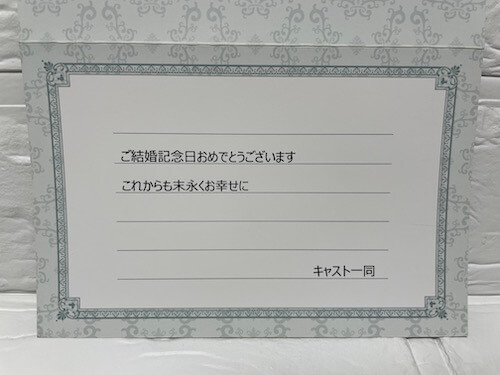 ご結婚記念日おめでとうございます
これからも末永くお幸せに
キャスト一同